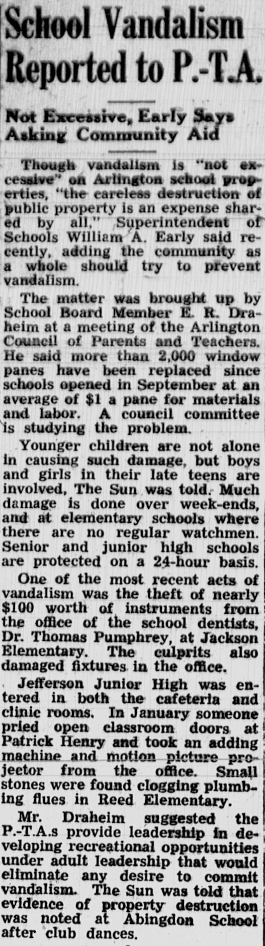 School Vandalism
Reported to P.-T.A.
Not Excessive, Early Says
Asking Community Aid
Though vandalism is "not ex-
cessive" on Arlington school prop-
erties, "the careless destruction of
public property is an expense shar-
ed by all," Superintendent of
Schools William A. Early said re-
cently, adding the community as
a whole should try to prevent
vandalism.
The matter was brought up by
School Board Member E. R. Dra-
heim at a meeting of the Arlington
Council of Parents and Teachers.
He said more than 2,000 window
panes have been replaced since
schools opened in September at an
average of $1 a pane for materials
and labor. A council committee
is studying the problem.
Younger children are not alone
in causing such damage, but boys
and girls in their late teens are
involved, The Sun was told. Much
damage is done over week-ends,
and at elementary schools where
there are no regular watchmen.
Senior and junior high schools
are protected on a 24-hour basis.
One of the most recent acts of
vandalism was the theft of nearly
$100 worth of instruments from
the office of the school dentists,
Dr. Thomas Pumphrey, at Jackson
Elementary. The culprits also
damaged fixtures in the office.
Jefferson Junior High was en-
tered in both the cafeteria and
clinic rooms. In January someone
pried open classroom doors at
Patrick Henry and took an adding
machine and motion picture pro-
jector from the office. Small
stones were found clogging plumb-
ing flues in Reed Elementary.
Mr. Draheim suggested the
P.-T.A.s provide leadership in de-
veloping recreational opportunities
under adult leadership that would
eliminate any desire to commit
vandalism. The Sun was told that
evidence of property destruction
was noted at Abingdon School
after club dances.